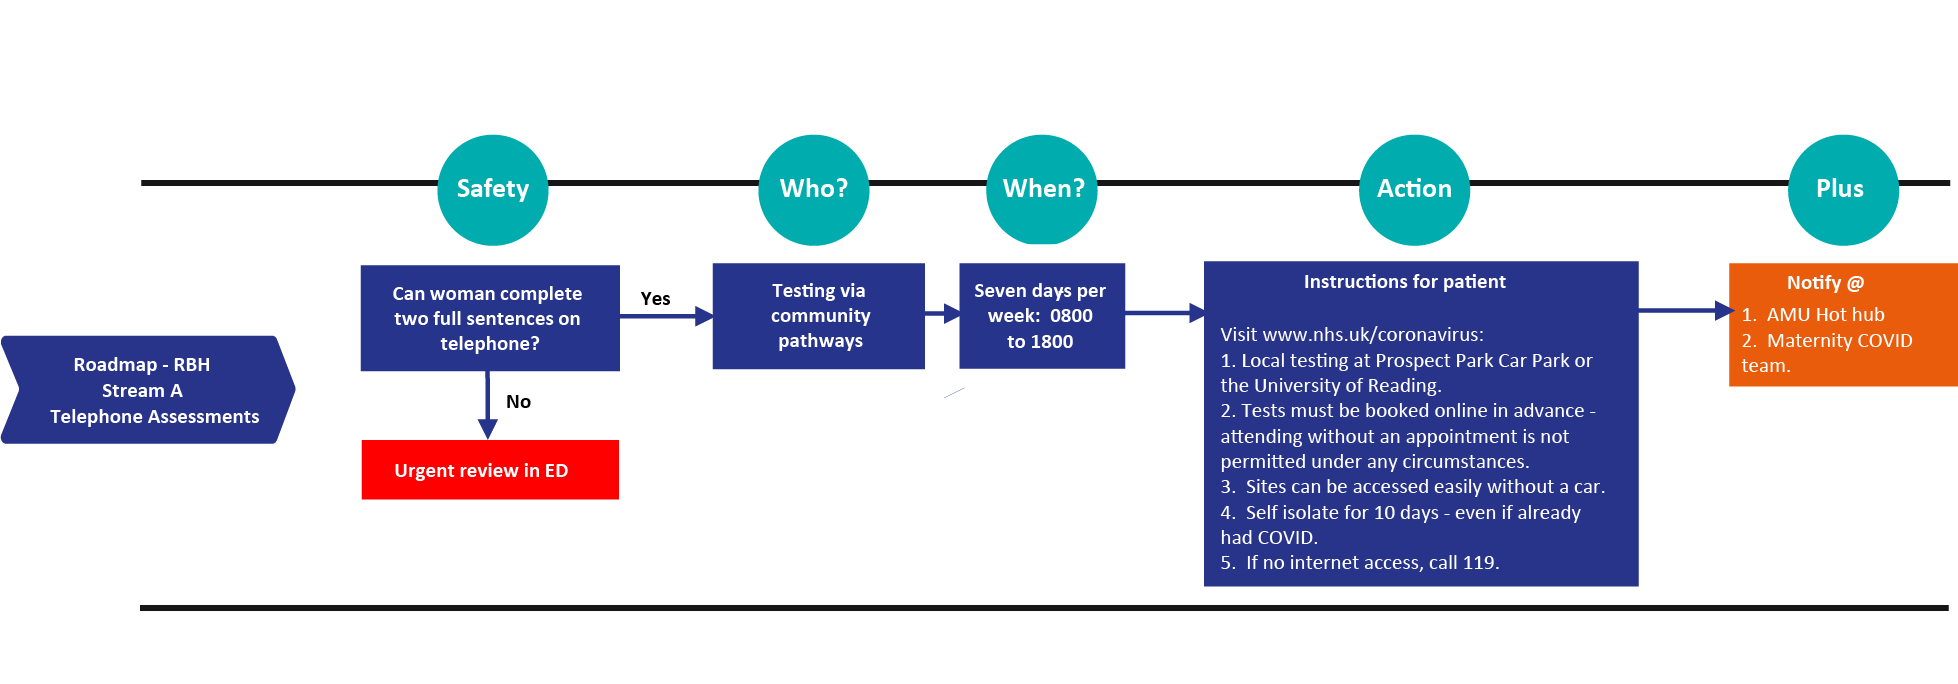 Safety
Who?
When?
Action
Plus
Roadmap - RBH
Stream A
Telephone Assessments
Can woman complete
two full sentences on
telephone?
Yes
No
Urgent review in ED
Testing via
community
pathways
Seven days per
week:  0800
to 1800
Instructions for patient
Visit www.nhs.uk/coronavirus:
1. Local testing at Prospect Park Car Park or
the University of Reading.
2. Tests must be booked online in advance -
attending without an appointment is not
permitted under any circumstances.
3.  Sites can be accessed easily without a car.
4.  Self isolate for 10 days - even if already
had COVID.
5.  If no internet access, call 119.
Notify @
1.  AMU Hot hub
2.  Maternity COVID
team.